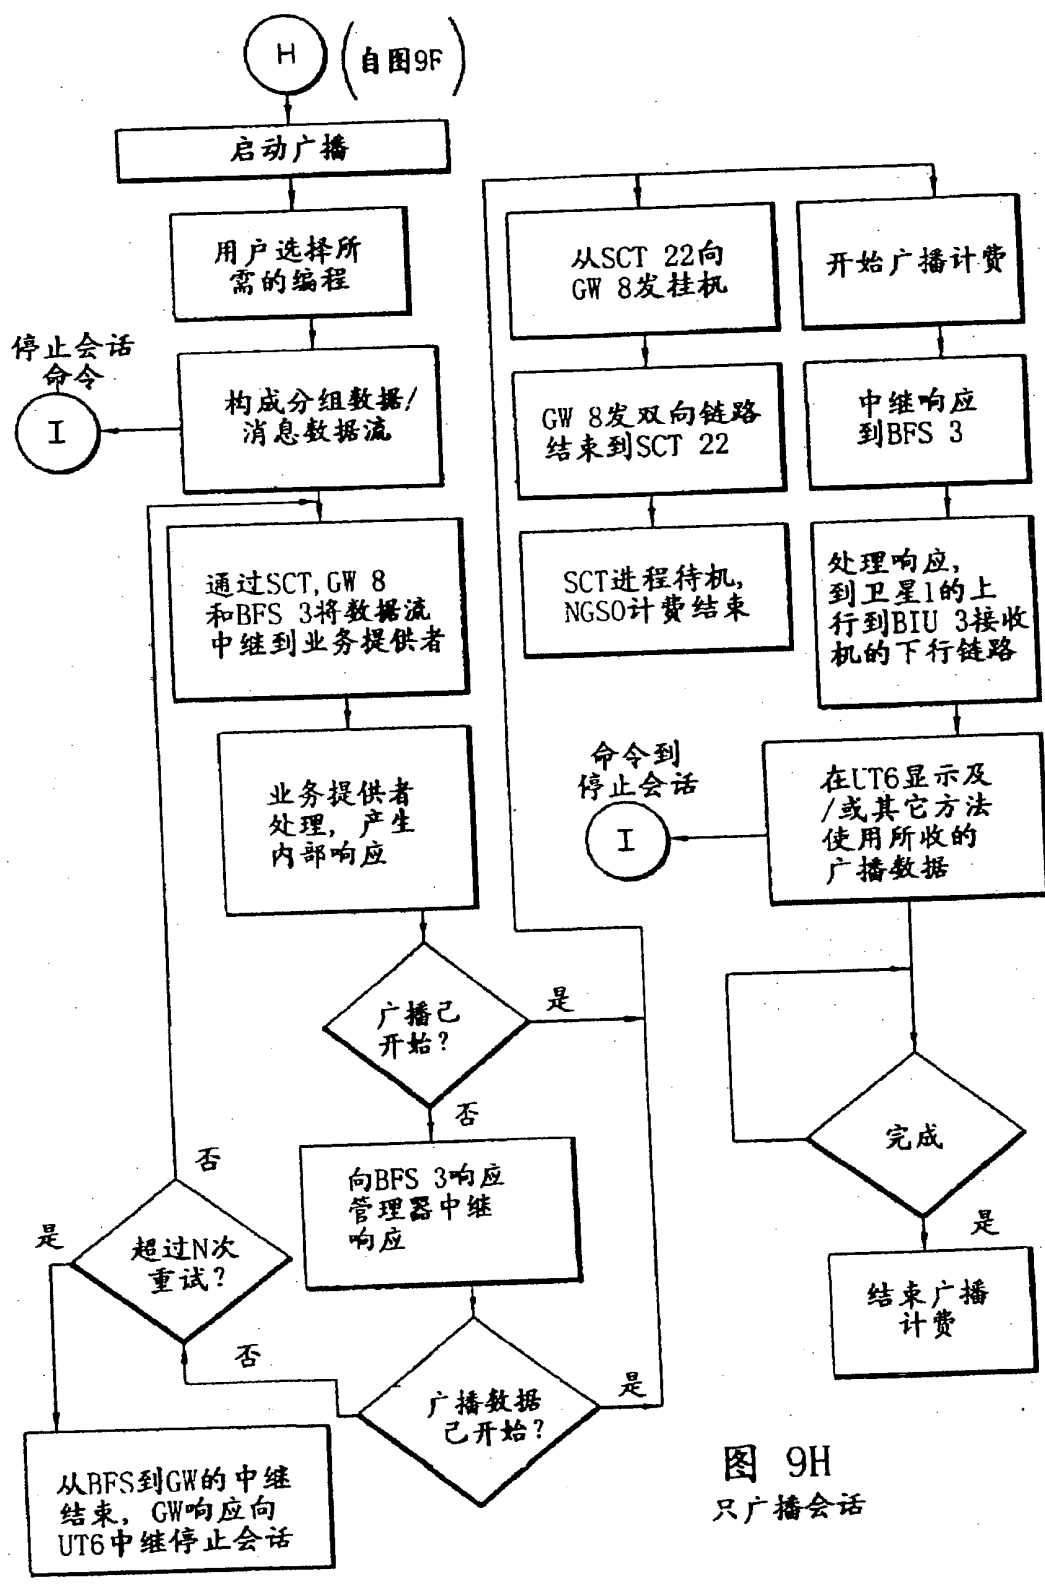 H
(自图9F)
启动广播
用户选择所
需的编程
停止会话
命令
I
构成分组数据/
消息数据流
通过SCT,GW 8
和BFS 3将数据流
中继到业务提供者
业务提供者
处理，产生
内部响应
广播已
开始？
是
否
向BFS 3响应
管理器中继
响应
广播数据
已开始？
是
否
超过N次
重试？
否
是
从BFS到GW的中继
结束，GW响应向
UT6中继停止会话
从SCT 22向
GW 8发挂机
GW 8发双向链路
结束到SCT 22
SCT进程待机，
NGSO计费结束
开始广播计费
中继响应
到BFS 3
处理响应，
到卫星1的上
行到BIU 3接收
机的下行链路
在UT6显示及
/或其它方法
使用所收的
广播数据
命令到
停止会话
I
完成
是
结束广播
计费
图 9H
只广播会话